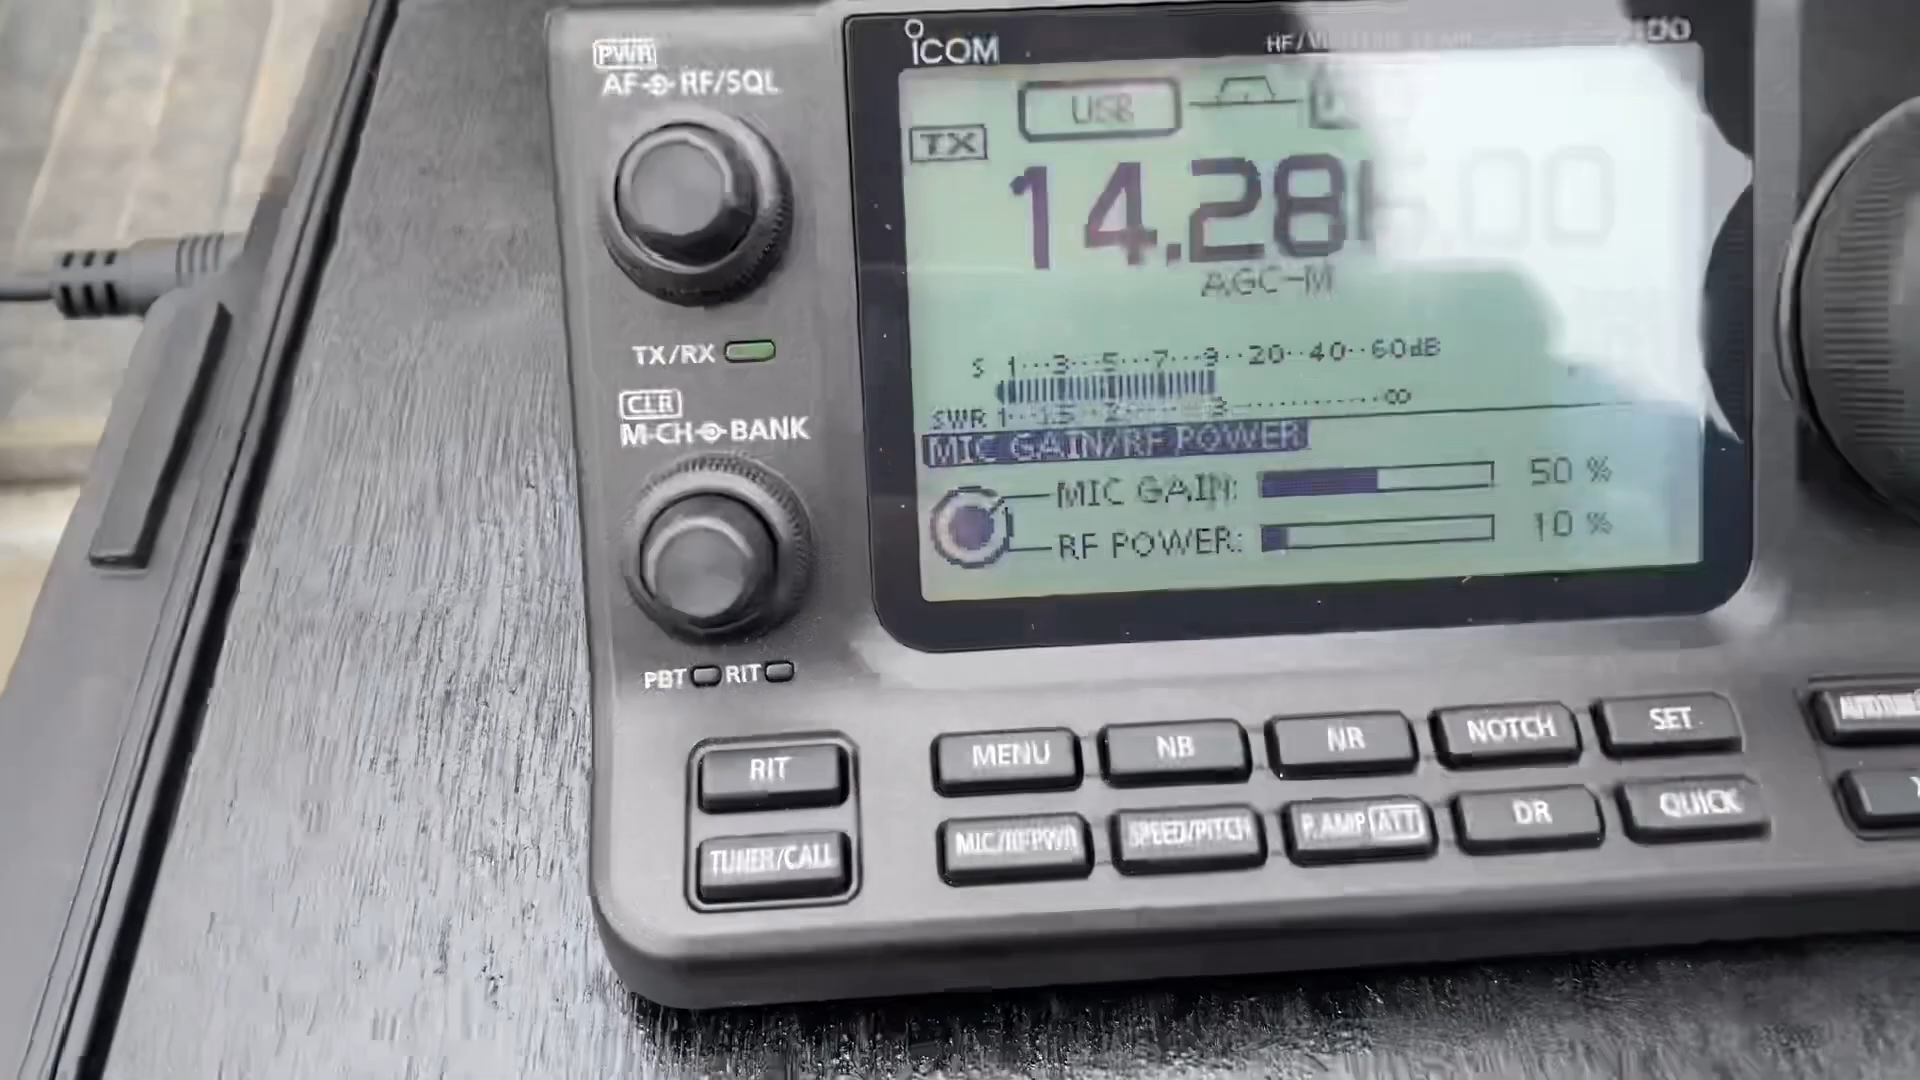 PWR
AF RF/SQL
ICOM
USB
TX
14.285.00
AGC-M
TX/RX
S 1···3···5···7···9··20··40··60dB
SWR 1 1.5 2 3 ∞
CLR
M-CH BANK
MIC GAIN/RF POWER
MIC GAIN: 50 %
RF POWER: 10 %
PBT RIT
RIT
MENU
NB
NR
NOTCH
SET
TUNER/CALL
MIC/RF PWR
SPEED/PITCH
P.AMP ATT
DR
QUICK